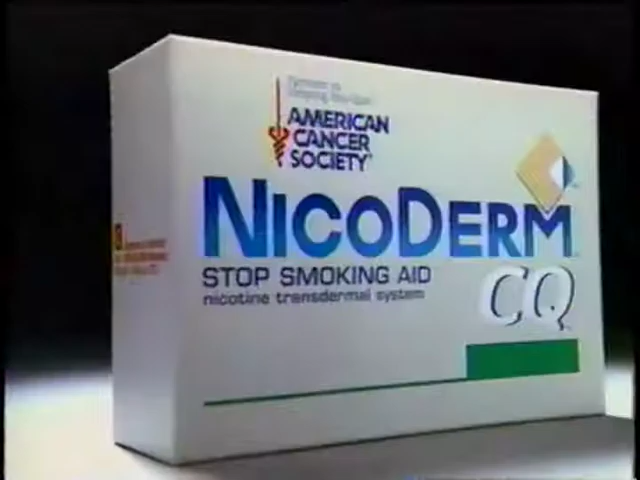 AMERICAN
CANCER
SOCIETY
NICODERM
CQ
STOP SMOKING AID
nicotine transdermal system